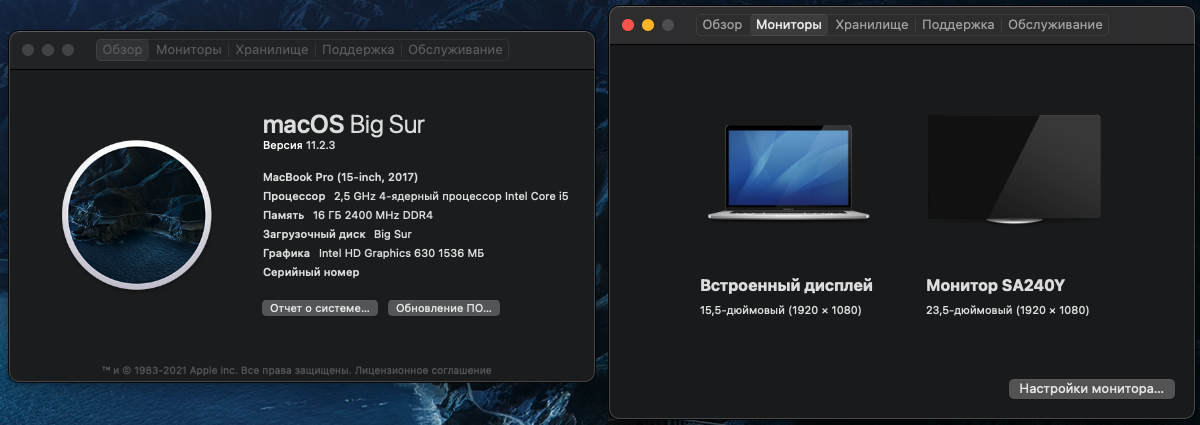 Обзор Мониторы Хранилище Поддержка Обслуживание
macOS Big Sur
Версия 11.2.3
MacBook Pro (15-inch, 2017)
Процессор 2,5 GHz 4-ядерный процессор Intel Core i5
Память 16 ГБ 2400 MHz DDR4
Загрузочный диск Big Sur
Графика Intel HD Graphics 630 1536 МБ
Серийный номер
Отчет о системе... Обновление ПО...
™ и © 1983-2021 Apple Inc. Все права защищены. Лицензионное соглашение
Обзор Мониторы Хранилище Поддержка Обслуживание
Встроенный дисплей
15,5-дюймовый (1920 × 1080)
Монитор SA240Y
23,5-дюймовый (1920 × 1080)
Настройки монитора...